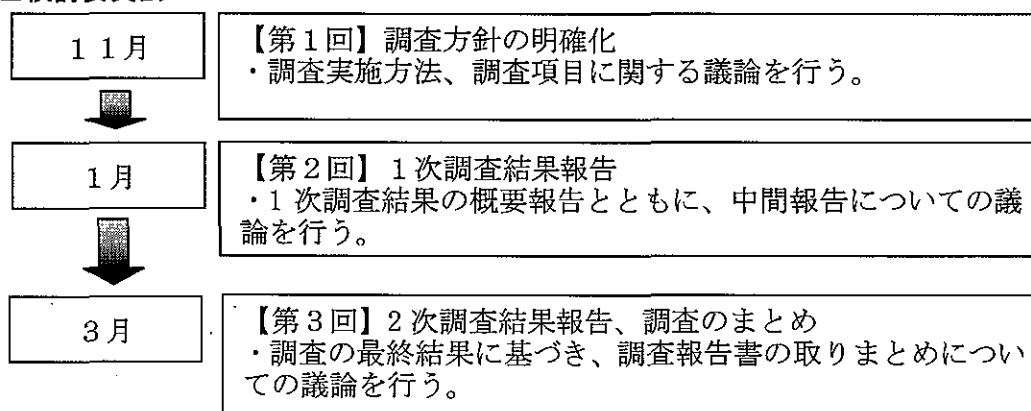 11月
【第1回】調査方針の明確化
・調査実施方法、調査項目に関する議論を行う。
1月
【第2回】1次調査結果報告
・1次調査結果の概要報告とともに、中間報告についての議
論を行う。
3月
【第3回】2次調査結果報告、調査のまとめ
・調査の最終結果に基づき、調査報告書の取りまとめについ
ての議論を行う。